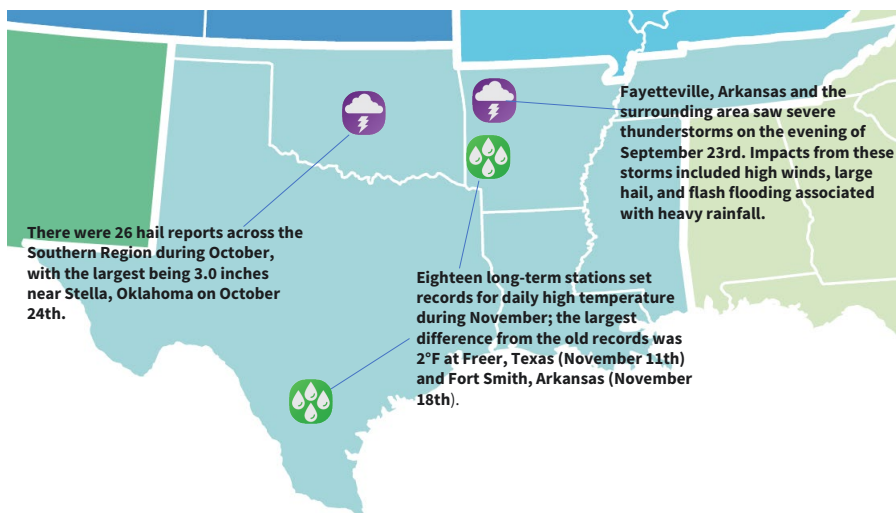 Fayetteville, Arkansas and the
surrounding area saw severe
thunderstorms on the evening of
September 23rd. Impacts from these
storms included high winds, large
hail, and flash flooding associated
with heavy rainfall.
There were 26 hail reports across the
Southern Region during October,
with the largest being 3.0 inches
near Stella, Oklahoma on October
24th.
Eighteen long-term stations set
records for daily high temperature
during November; the largest
difference from the old records was
2°F at Freer, Texas (November 11th)
and Fort Smith, Arkansas (November
18th).